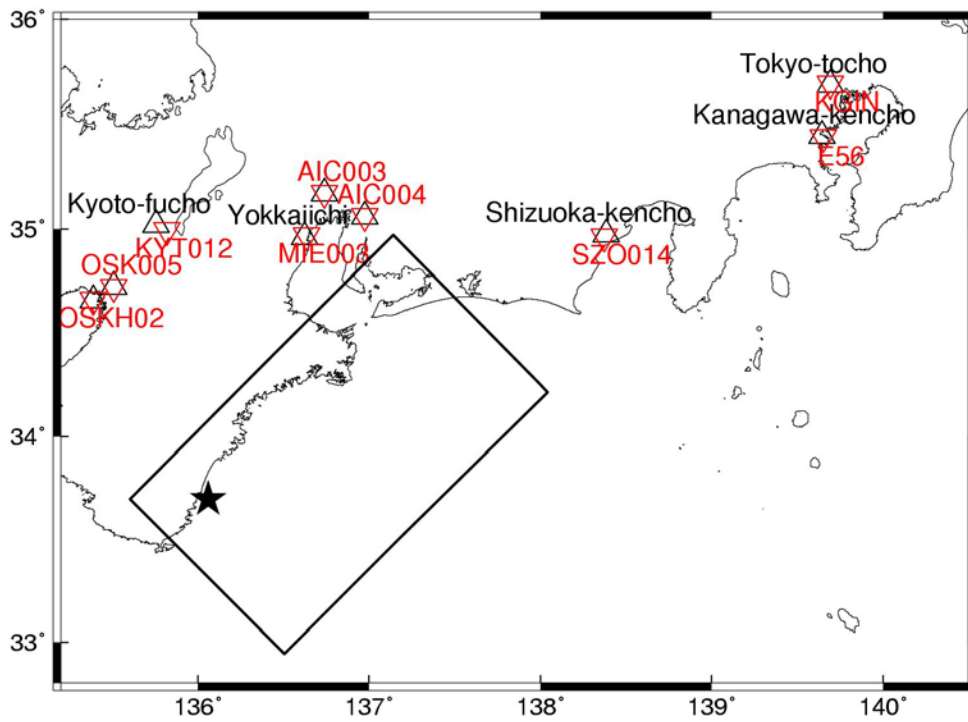 36°
Tokyo-tocho
KGIN
Kanagawa-kencho
E56
AIC003
AIC004
Kyoto-fucho
Yokkaichi
Shizuoka-kencho
35°
KYT012
MIE003
SZO014
OSK005
OSKH02
34°
33°
136° 137° 138° 139° 140°